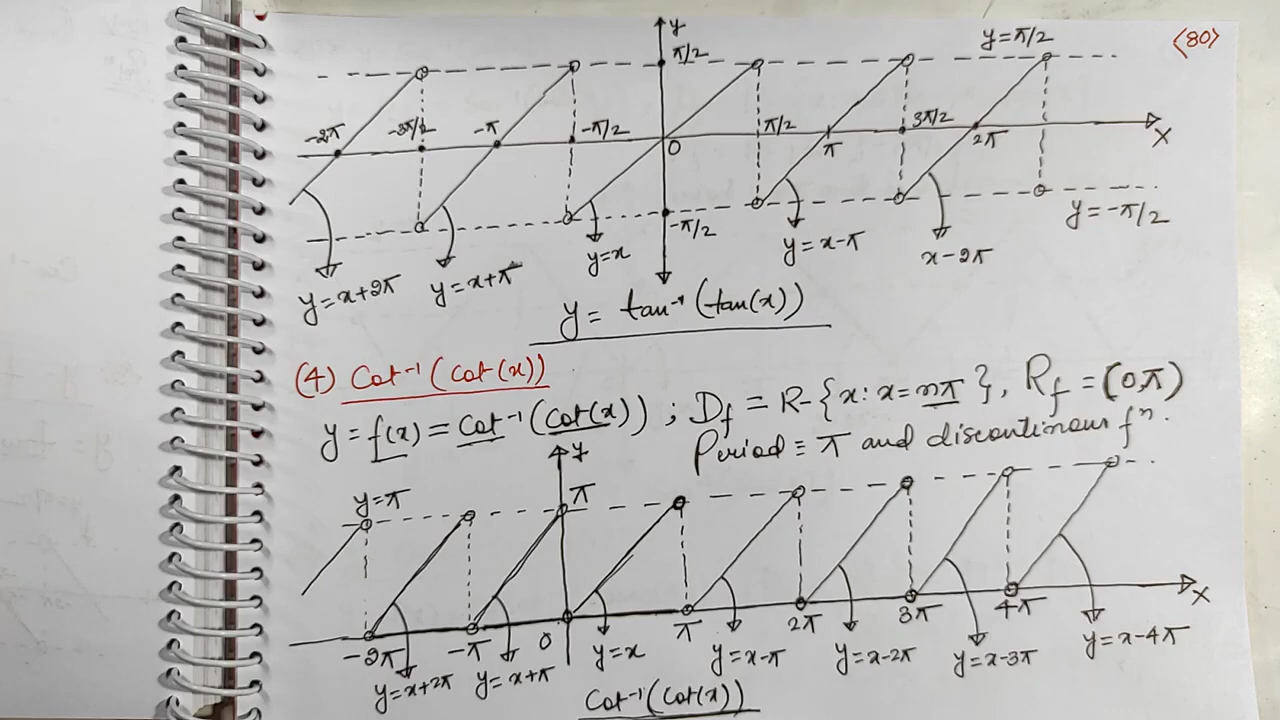 ⟨80⟩
y
π/2
y=π/2
-2π -3π/2 -π -π/2 0 π/2 π 3π/2 2π X
-π/2
y=-π/2
y=x+2π y=x+π y=x y=x-π x-2π
y = tan⁻¹(tan(x))
(4) Cot⁻¹(cot(x))
y = f(x) = Cot⁻¹(cot(x)) ; Df = R-{x: x=nπ}, Rf = (0,π)
Period = π and discontinous fⁿ.
y
y=π π
-2π -π 0 π 2π 3π 4π X
y=x+2π y=x+π y=x y=x-π y=x-2π y=x-3π y=x-4π
Cot⁻¹(cot(x))